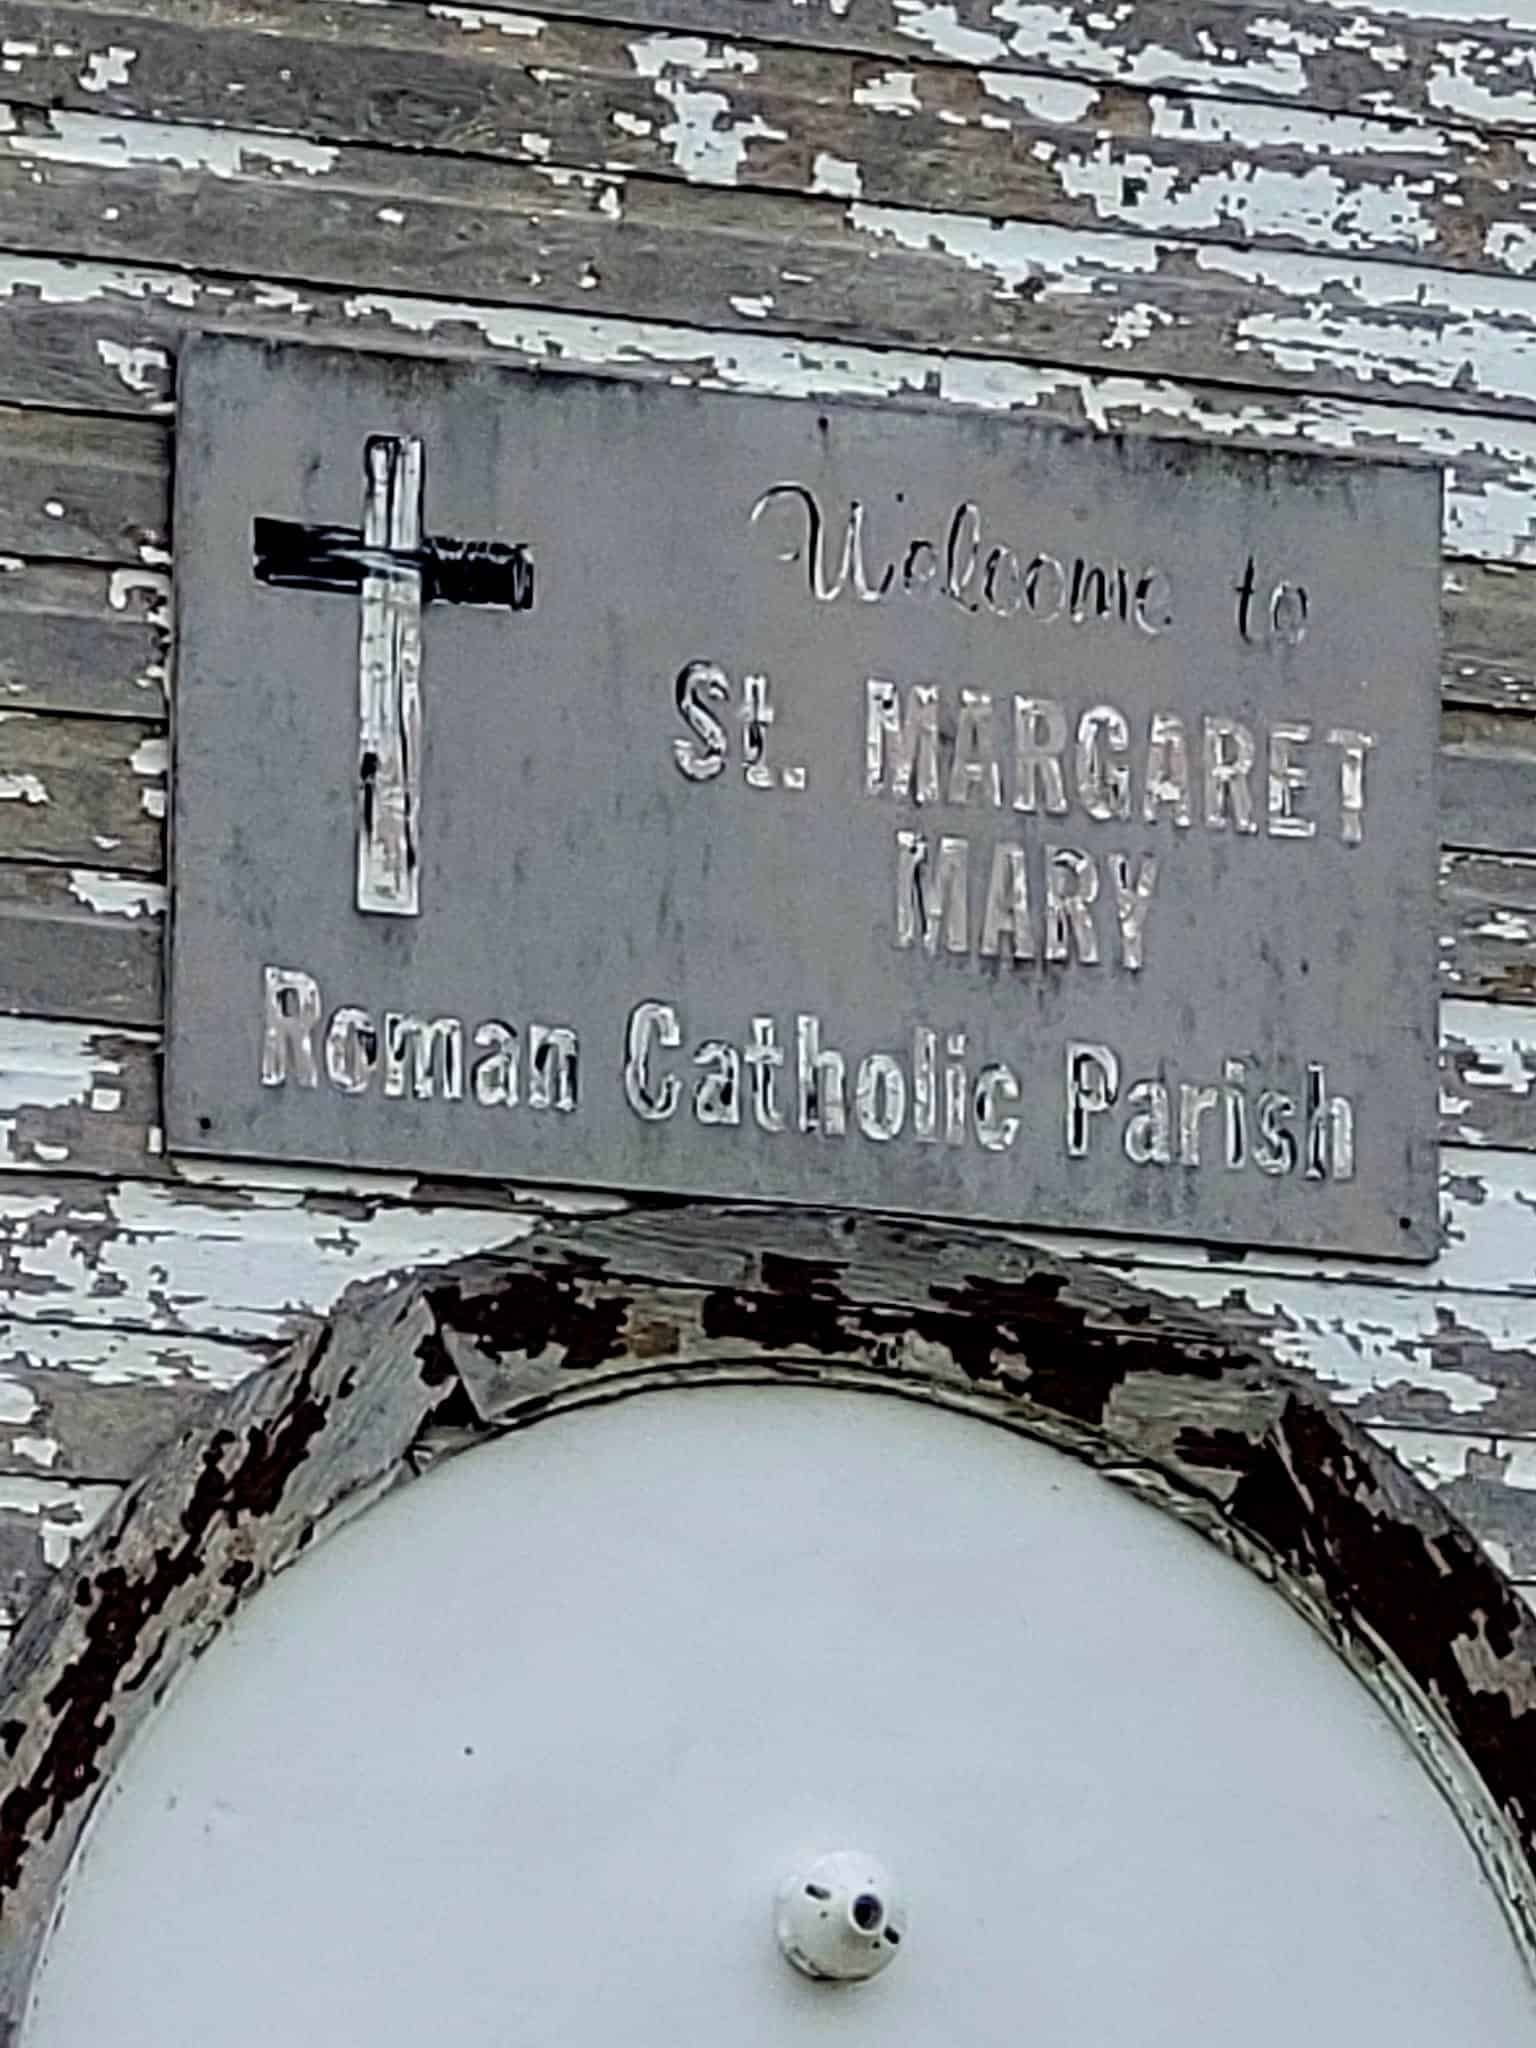 Welcome to
St. MARGARET
MARY
Roman Catholic Parish